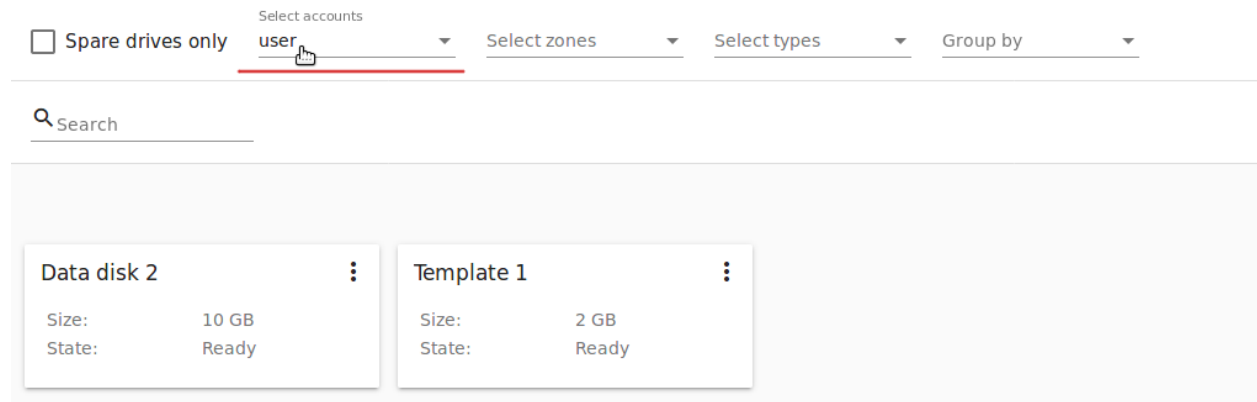 Select accounts
Spare drives only user Select zones Select types Group by
Search
Data disk 2 Template 1
Size: 10 GB Size: 2 GB
State: Ready State: Ready